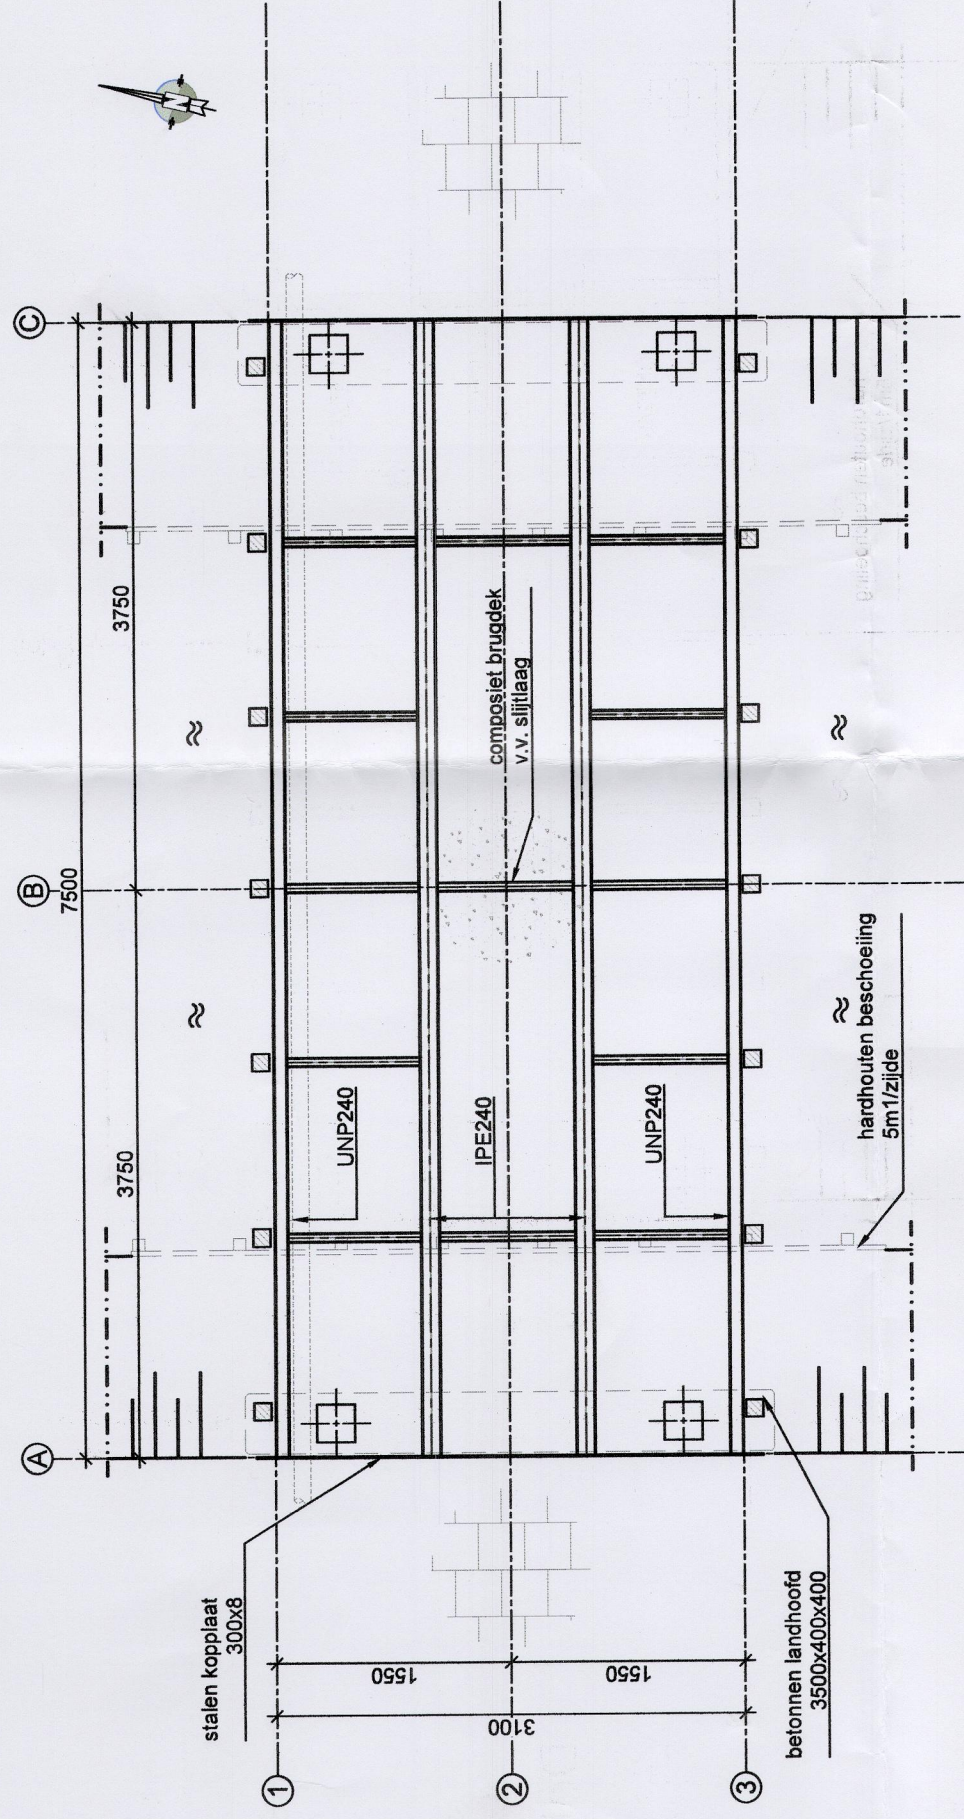 C
B
A
7500
3750
3750
N
composiet brugdek
v.v. slijtlaag
UNP240
IPE240
UNP240
hardhouten beschoeiing
5m1/zijde
stalen kopplaat
300x8
betonnen landhoofd
3500x400x400
1550
1550
3100
1
2
3